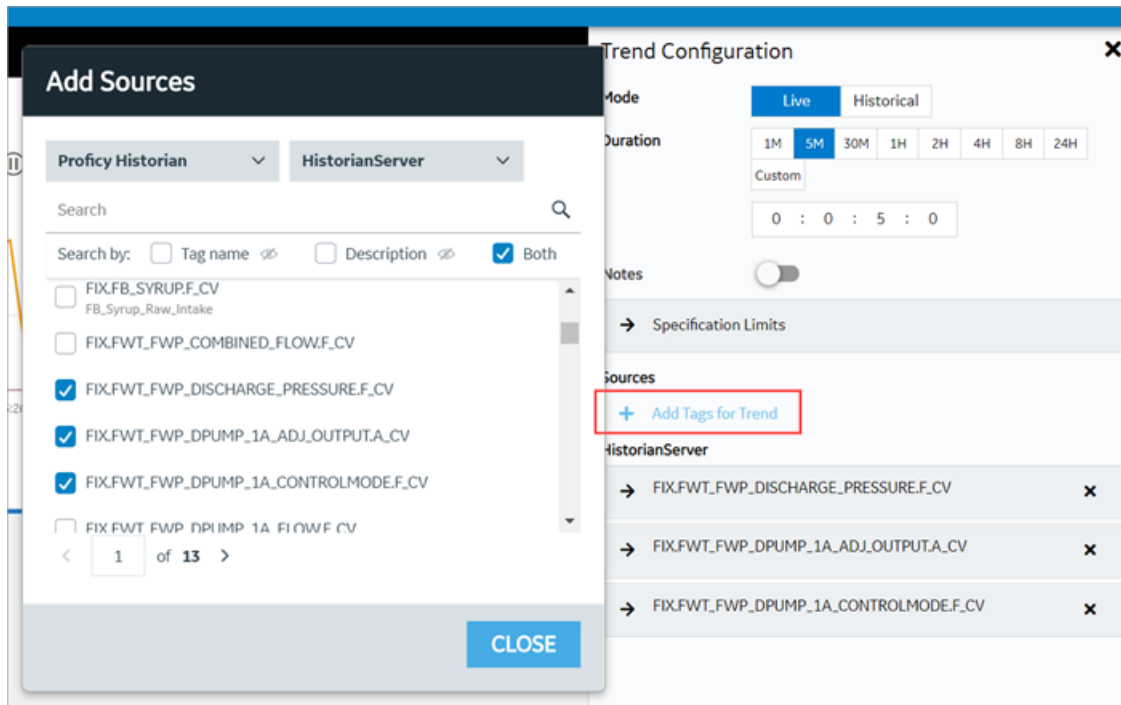 Add Sources
Proficy Historian
HistorianServer
Search
Search by:
Tag name
Description
Both
FIX.FB_SYRUP.F_CV
FB_Syrup_Raw_Intake
FIX.FWT_FWP_COMBINED_FLOW.F_CV
FIX.FWT_FWP_DISCHARGE_PRESSURE.F_CV
FIX.FWT_FWP_DPUMP_1A_ADJ_OUTPUT.A_CV
FIX.FWT_FWP_DPUMP_1A_CONTROLMODE.F_CV
FIX.FWT_FWP_DPUMP_1A_FLOW.F_CV
1 of 13
CLOSE
Trend Configuration
Mode
Live
Historical
Duration
1M 5M 30M 1H 2H 4H 8H 24H
Custom
0 : 0 : 5 : 0
Notes
Specification Limits
Sources
+ Add Tags for Trend
HistorianServer
FIX.FWT_FWP_DISCHARGE_PRESSURE.F_CV
FIX.FWT_FWP_DPUMP_1A_ADJ_OUTPUT.A_CV
FIX.FWT_FWP_DPUMP_1A_CONTROLMODE.F_CV